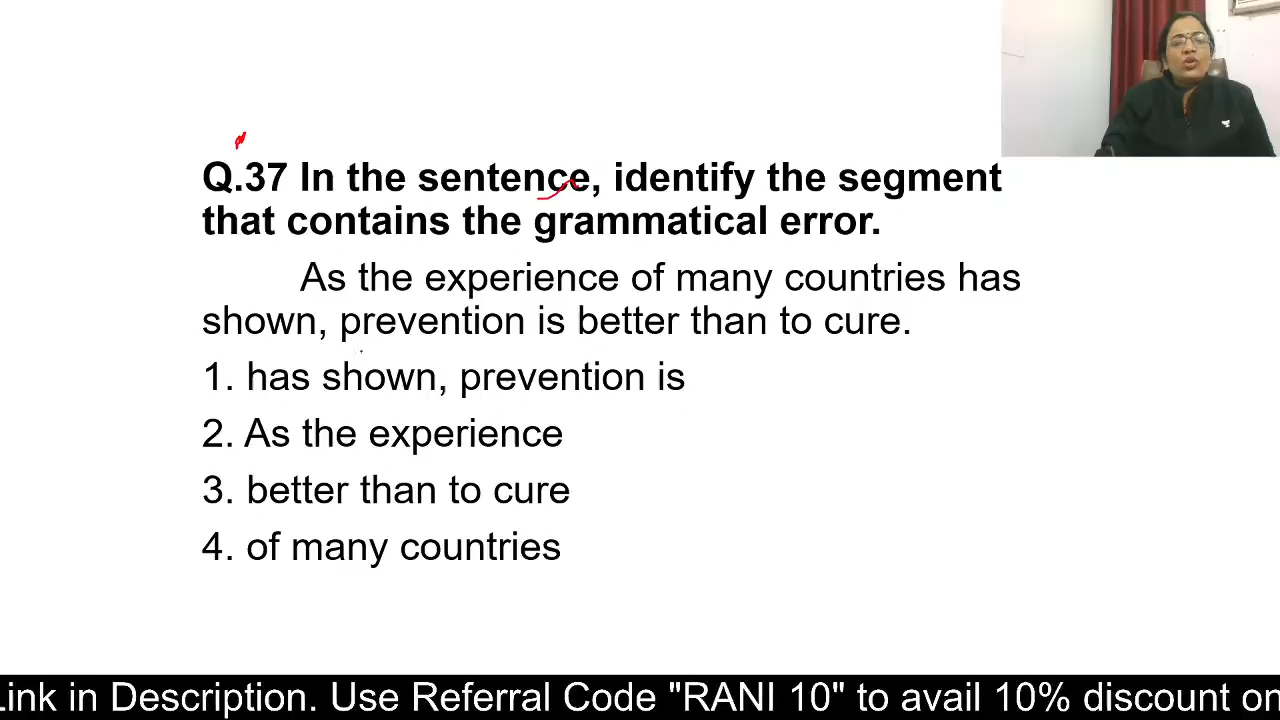 Q.37 In the sentence, identify the segment
that contains the grammatical error.
As the experience of many countries has
shown, prevention is better than to cure.
1. has shown, prevention is
2. As the experience
3. better than to cure
4. of many countries
Link in Description. Use Referral Code "RANI 10" to avail 10% discount on